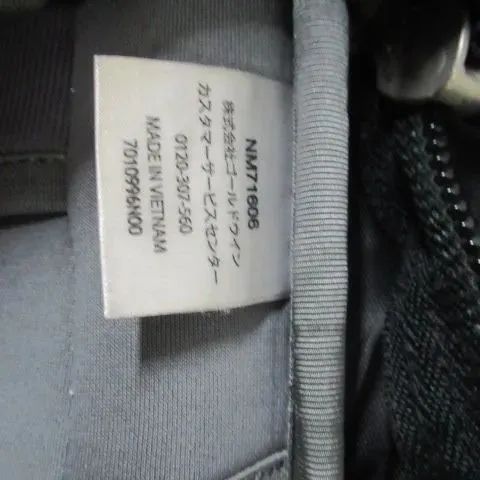 NM71606
株式会社ゴールドウイン
カスタマーサービスセンター
0120-307-560
MADE IN VIETNAM
7010996N00